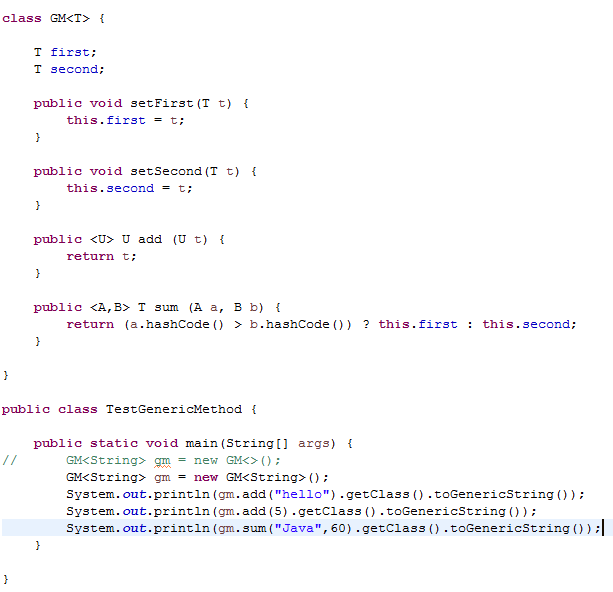 class GM<T> {
T first;
T second;
public void setFirst(T t) {
this.first = t;
}
public void setSecond(T t) {
this.second = t;
}
public <U> U add (U t) {
return t;
}
public <A,B> T sum (A a, B b) {
return (a.hashCode() > b.hashCode()) ? this.first : this.second;
}
}
public class TestGenericMethod {
public static void main(String[] args) {
// GM<String> gm = new GM<>();
GM<String> gm = new GM<String>();
System.out.println(gm.add("hello").getClass().toGenericString());
System.out.println(gm.add(5).getClass().toGenericString());
System.out.println(gm.sum("Java",60).getClass().toGenericString());
}
}